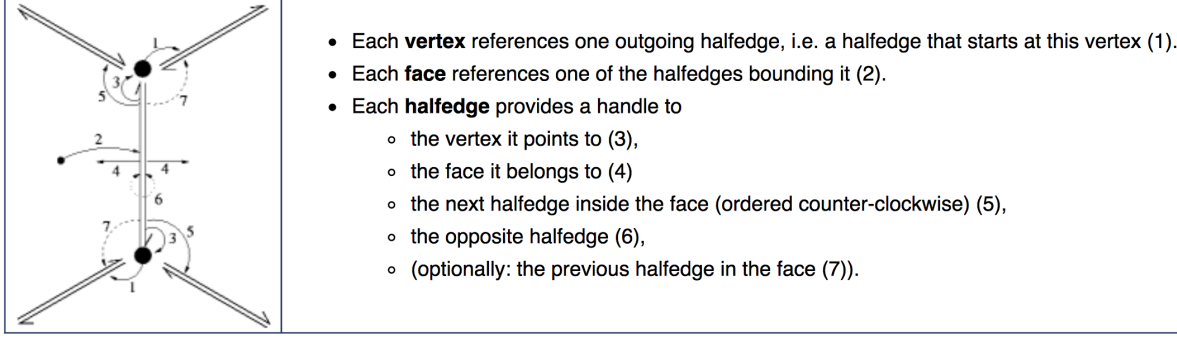 1
3
5
7
2
4
4
6
7
5
3
1
• Each vertex references one outgoing halfedge, i.e. a halfedge that starts at this vertex (1).
• Each face references one of the halfedges bounding it (2).
• Each halfedge provides a handle to
○ the vertex it points to (3),
○ the face it belongs to (4)
○ the next halfedge inside the face (ordered counter-clockwise) (5),
○ the opposite halfedge (6),
○ (optionally: the previous halfedge in the face (7)).